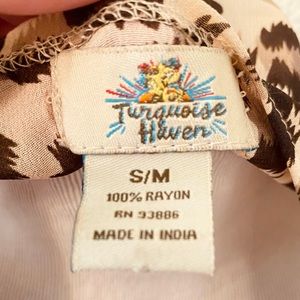 Turquoise
Haven
S/M
100% RAYON
RN 93886
MADE IN INDIA